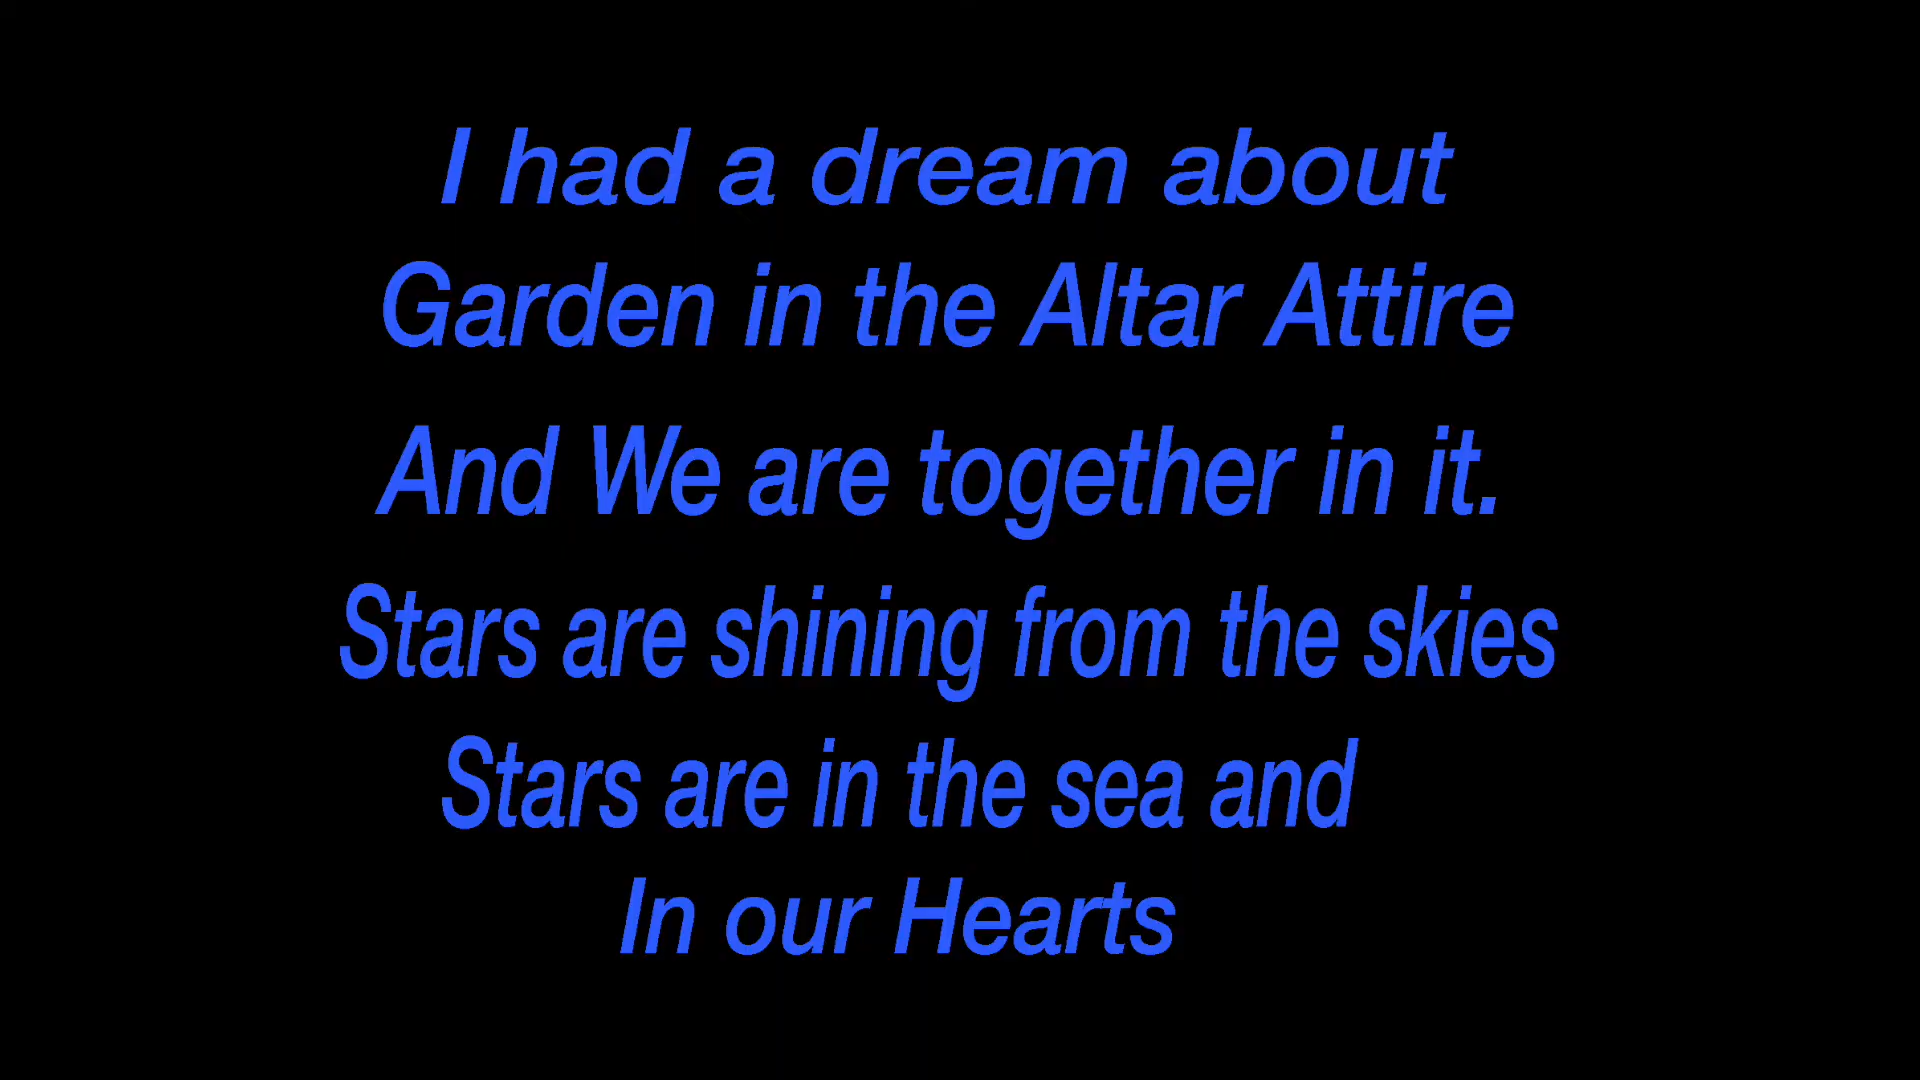 I had a dream about
Garden in the Altar Attire
And We are together in it.
Stars are shining from the skies
Stars are in the sea and
In our Hearts